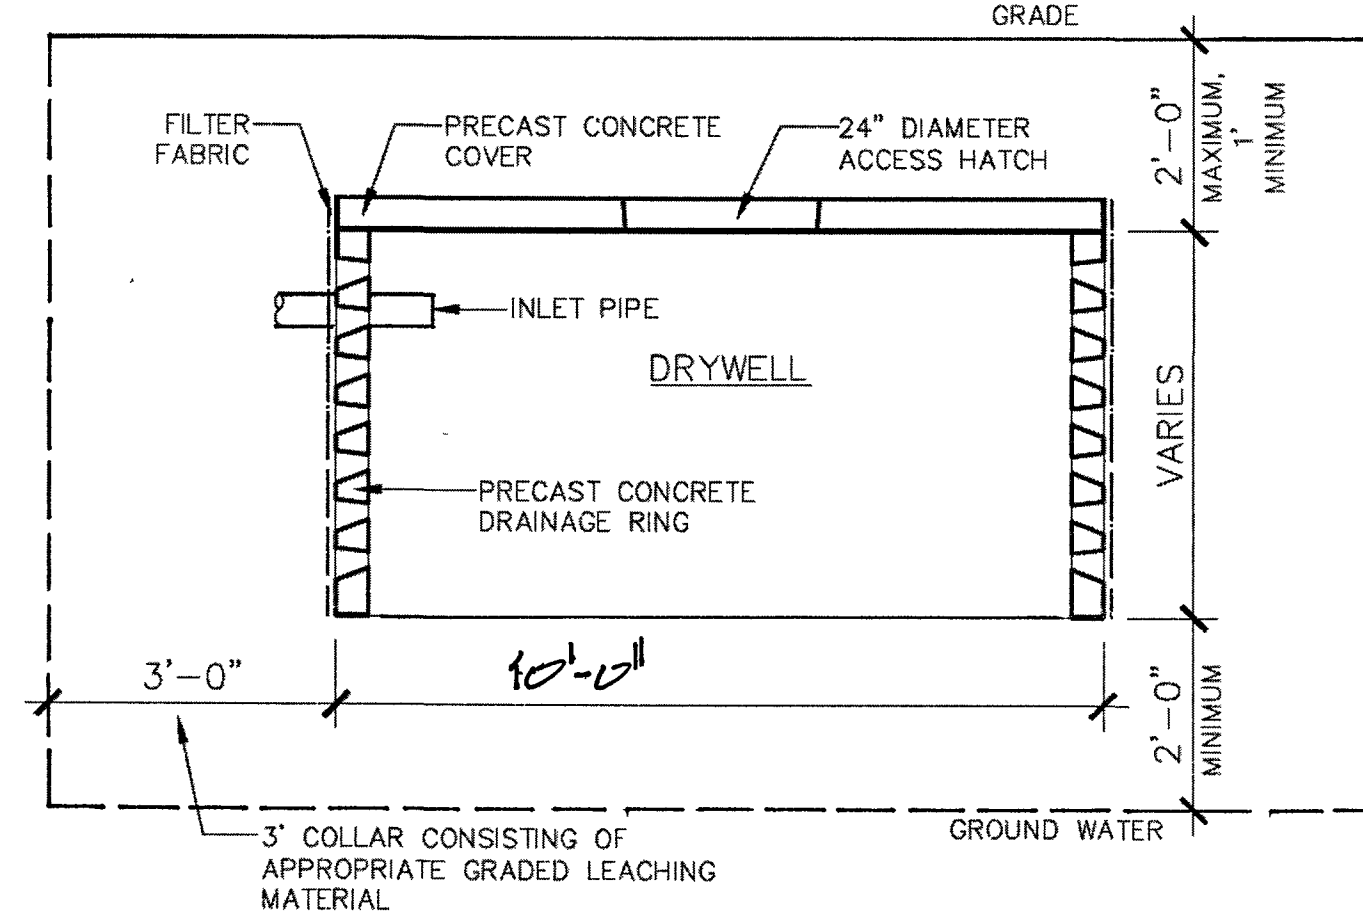 GRADE
FILTER
FABRIC
PRECAST CONCRETE
COVER
24" DIAMETER
ACCESS HATCH
2'-0"
MAXIMUM,
1'
MINIMUM
INLET PIPE
DRYWELL
VARIES
PRECAST CONCRETE
DRAINAGE RING
3'-0"
10'-0"
2'-0"
MINIMUM
GROUND WATER
3' COLLAR CONSISTING OF
APPROPRIATE GRADED LEACHING
MATERIAL